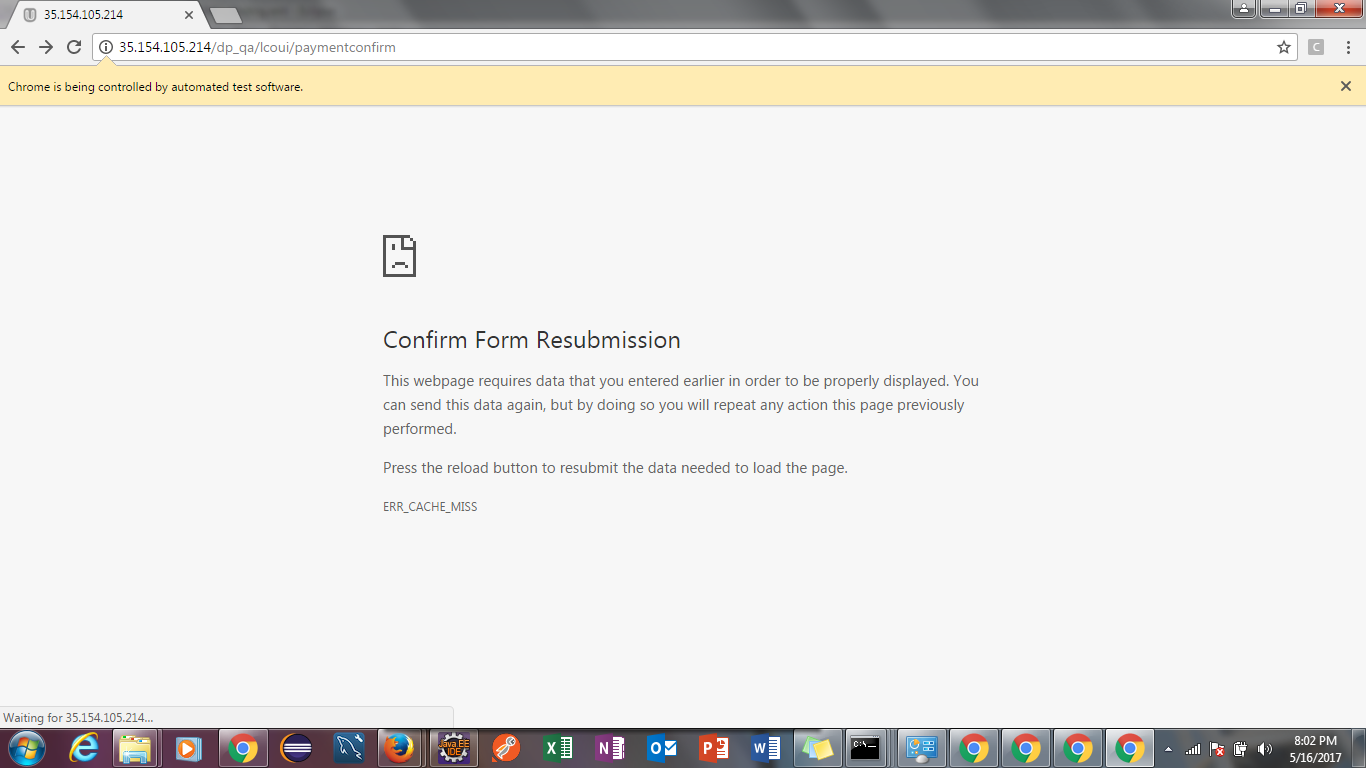 35.154.105.214
35.154.105.214/dp_qa/lcoui/paymentconfirm
C
Chrome is being controlled by automated test software.
Confirm Form Resubmission
This webpage requires data that you entered earlier in order to be properly displayed. You
can send this data again, but by doing so you will repeat any action this page previously
performed.
Press the reload button to resubmit the data needed to load the page.
ERR_CACHE_MISS
Waiting for 35.154.105.214...
Java EE
IDE
C:\_
8:02 PM
5/16/2017